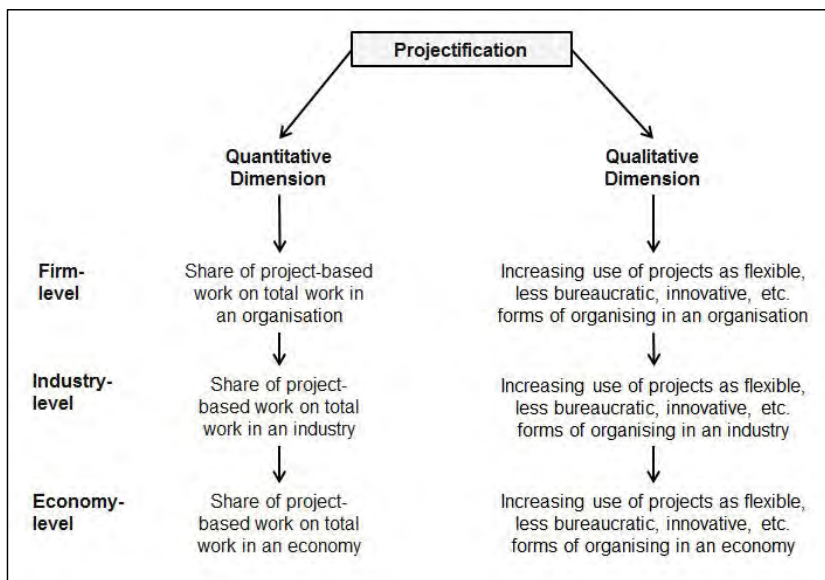 Projectification
Quantitative
Dimension
Qualitative
Dimension
Firm-
level
Share of project-based
work on total work in
an organisation
Increasing use of projects as flexible,
less bureaucratic, innovative, etc.
forms of organising in an organisation
Industry-
level
Share of project-
based work on total
work in an industry
Increasing use of projects as flexible,
less bureaucratic, innovative, etc.
forms of organising in an industry
Economy-
level
Share of project-
based work on total
work in an economy
Increasing use of projects as flexible,
less bureaucratic, innovative, etc.
forms of organising in an economy